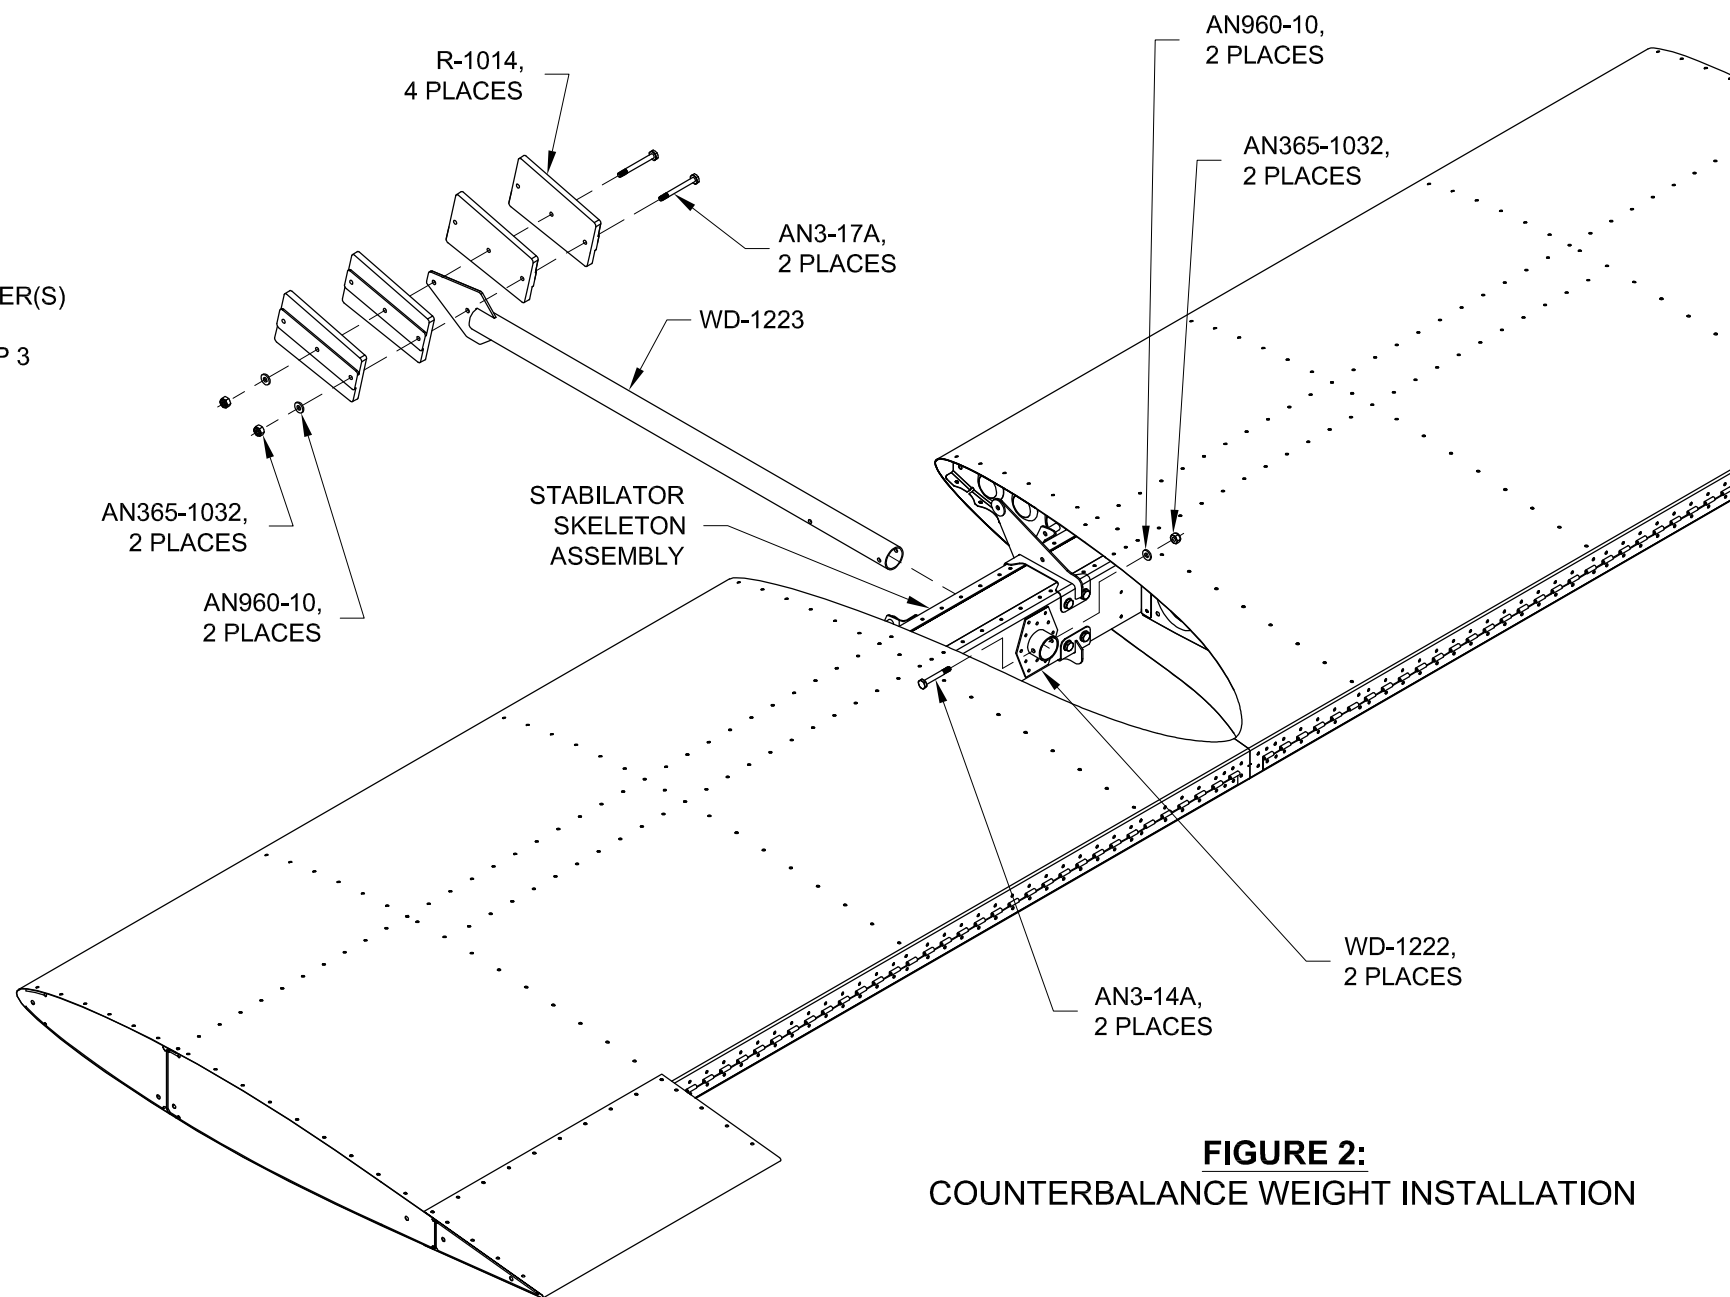 AN960-10,
2 PLACES
R-1014,
4 PLACES
AN365-1032,
2 PLACES
AN3-17A,
2 PLACES
ER(S)
WD-1223
P 3
STABILATOR
SKELETON
ASSEMBLY
AN365-1032,
2 PLACES
AN960-10,
2 PLACES
WD-1222,
2 PLACES
AN3-14A,
2 PLACES
FIGURE 2:
COUNTERBALANCE WEIGHT INSTALLATION